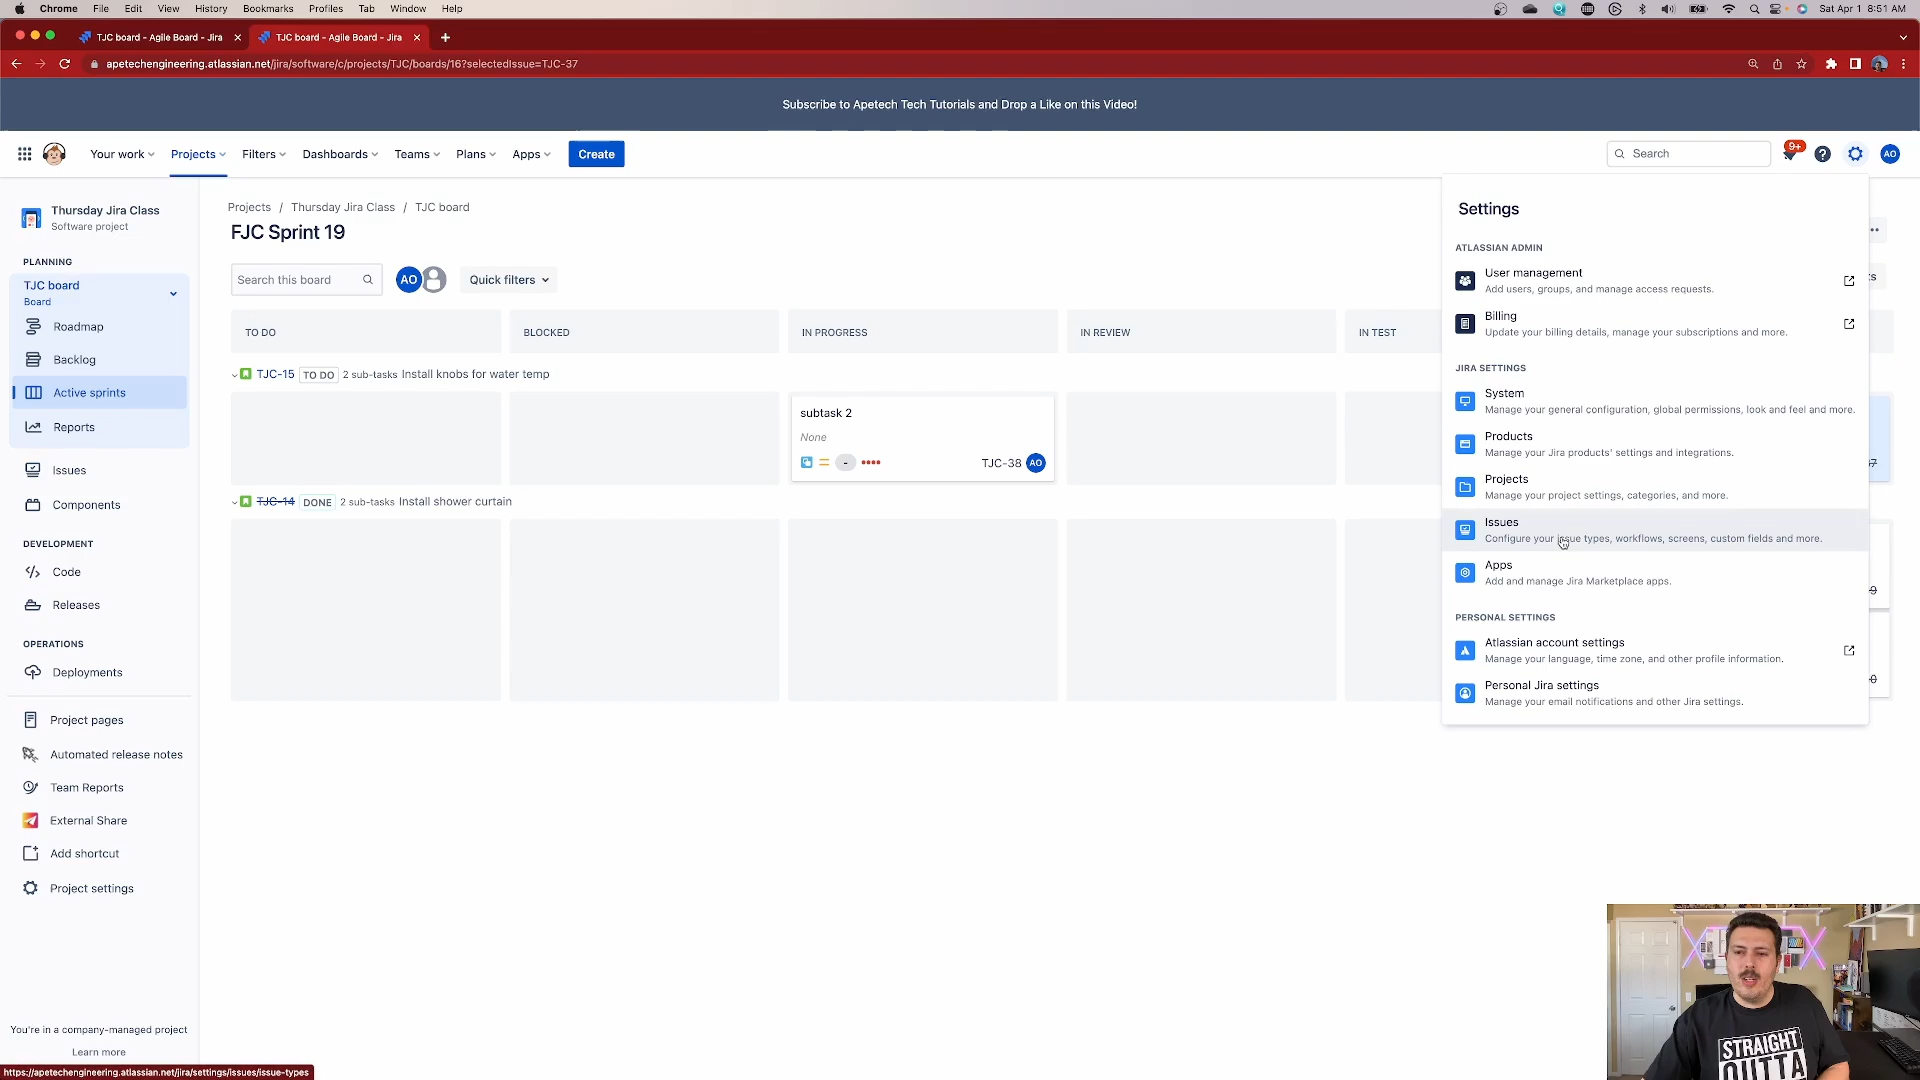 Chrome File Edit View History Bookmarks Profiles Tab Window Help Sat Apr 1 8:51 AM
TJC board - Agile Board - Jira TJC board - Agile Board - Jira
apetechengineering.atlassian.net/jira/software/c/projects/TJC/boards/16?selectedIssue=TJC-37
Subscribe to Apetech Tech Tutorials and Drop a Like on this Video!
Your work Projects Filters Dashboards Teams Plans Apps Create Search 9+ AO
Thursday Jira Class
Software project
PLANNING
TJC board
Board
Roadmap
Backlog
Active sprints
Reports
Issues
Components
DEVELOPMENT
Code
Releases
OPERATIONS
Deployments
Project pages
Automated release notes
Team Reports
External Share
Add shortcut
Project settings
You're in a company-managed project
Learn more
https://apetechengineering.atlassian.net/jira/settings/issues/issue-types
Projects / Thursday Jira Class / TJC board
FJC Sprint 19
Search this board AO Quick filters
TO DO BLOCKED IN PROGRESS IN REVIEW IN TEST
TJC-15 TO DO 2 sub-tasks Install knobs for water temp
subtask 2
None
- TJC-38 AO
TJC-14 DONE 2 sub-tasks Install shower curtain
Settings
ATLASSIAN ADMIN
User management
Add users, groups, and manage access requests.
Billing
Update your billing details, manage your subscriptions and more.
JIRA SETTINGS
System
Manage your general configuration, global permissions, look and feel and more.
Products
Manage your Jira products' settings and integrations.
Projects
Manage your project settings, categories, and more.
Issues
Configure your issue types, workflows, screens, custom fields and more.
Apps
Add and manage Jira Marketplace apps.
PERSONAL SETTINGS
Atlassian account settings
Manage your language, time zone, and other profile information.
Personal Jira settings
Manage your email notifications and other Jira settings.
STRAIGHT
OUTTA